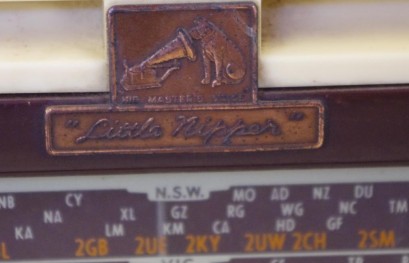 HIS MASTER'S VOICE
"Little Nipper"
N.S.W.
NB CY MO AD NZ DU
NA XL GZ RG WG NC TM
KA LM KM CA HD GF
2GB 2UE 2KY 2UW 2CH 2SM
VIC